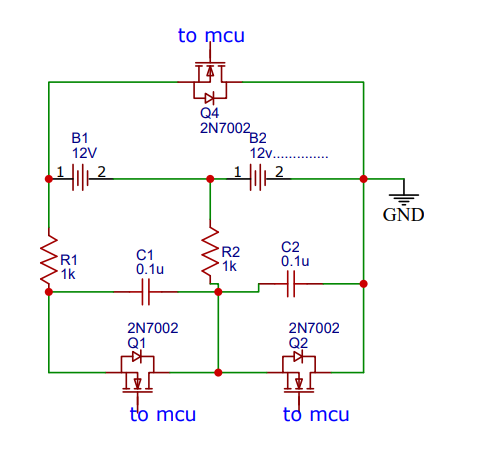 to mcu
Q4
2N7002
B1
12V
B2
12v..............
1
2
1
2
GND
R1
1k
C1
0.1u
R2
1k
C2
0.1u
2N7002
Q1
2N7002
Q2
to mcu
to mcu